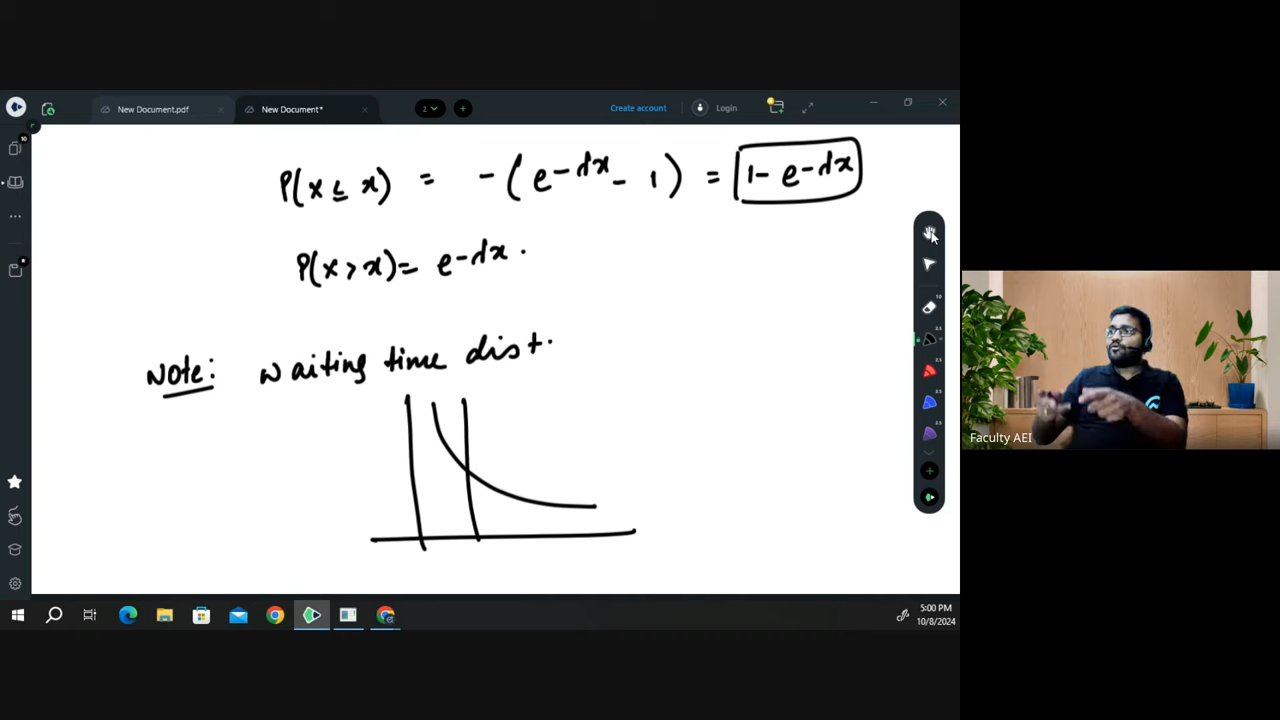 New Document.pdf
New Document*
2
Create account
Login
P(x ≤ x) = -(e-λx - 1) = 1 - e-λx
P(x > x) = e-λx.
Note: waiting time dist.
Faculty AEI
5:00 PM
10/8/2024